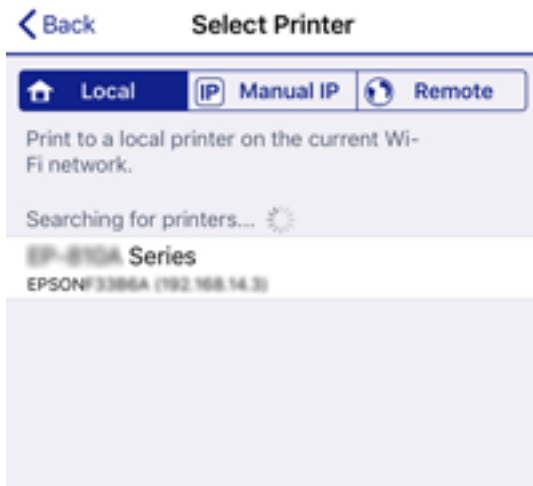 Back
Select Printer
Local
IP Manual IP
Remote
Print to a local printer on the current Wi-
Fi network.
Searching for printers...
Series
EPSON